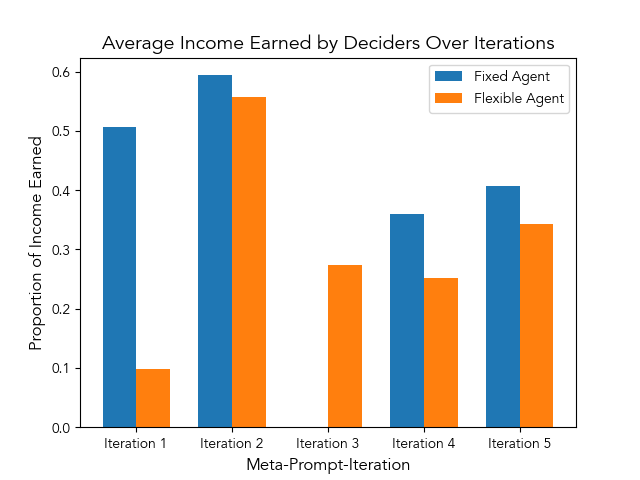 Average Income Earned by Deciders Over Iterations
Fixed Agent
Flexible Agent
Proportion of Income Earned
0.6
0.5
0.4
0.3
0.2
0.1
0.0
Iteration 1 Iteration 2 Iteration 3 Iteration 4 Iteration 5
Meta-Prompt-Iteration